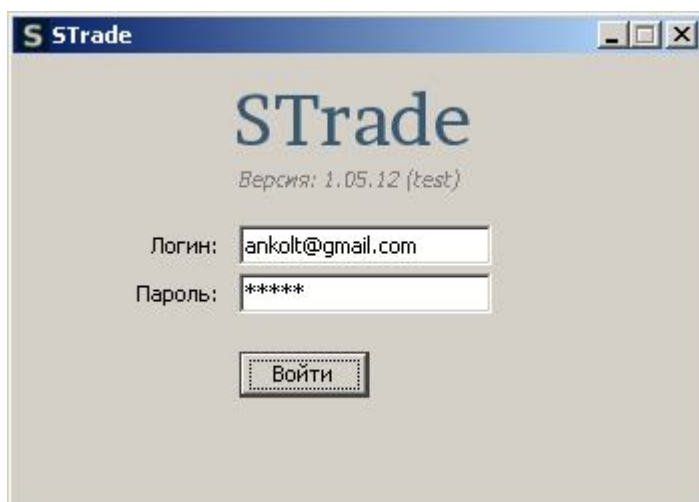 S STrade
STrade
Версия: 1.05.12 (test)
Логин: ankolt@gmail.com
Пароль: *****
Войти